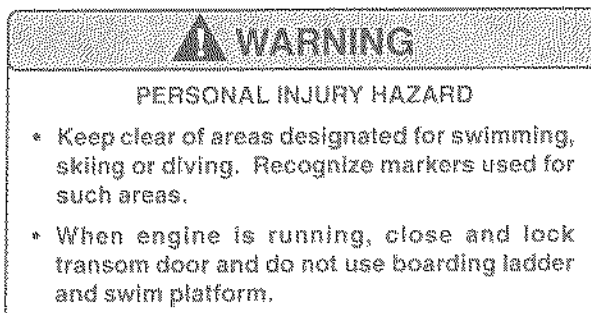 WARNING
PERSONAL INJURY HAZARD
• Keep clear of areas designated for swimming,
skiing or diving. Recognize markers used for
such areas.
• When engine is running, close and lock
transom door and do not use boarding ladder
and swim platform.